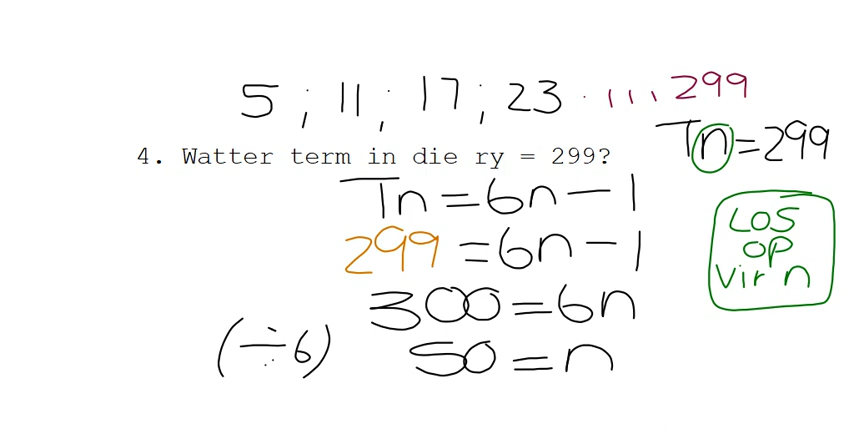 5 ; 11 ; 17 ; 23 . ... 299
Tn = 299
4. Watter term in die ry = 299?
Tn = 6n - 1
LOS
op
vir n
299 = 6n - 1
300 = 6n
(÷6) 50 = n